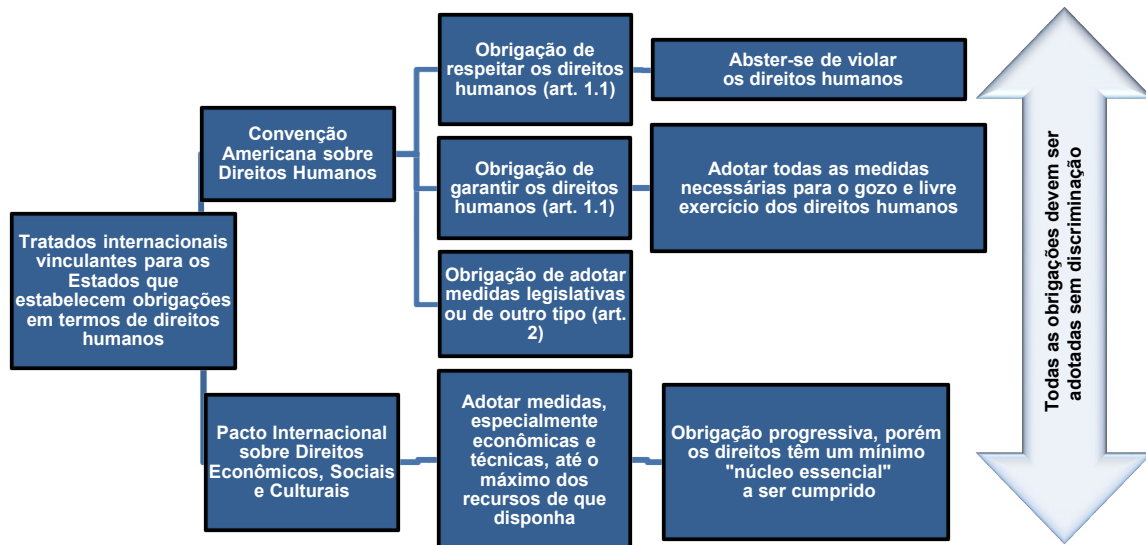 Tratados internacionais
vinculantes para os
Estados que
estabelecem obrigações
em termos de direitos
humanos
Convenção
Americana sobre
Direitos Humanos
Obrigação de
respeitar os direitos
humanos (art. 1.1)
Abster-se de violar
os direitos humanos
Obrigação de
garantir os direitos
humanos (art. 1.1)
Adotar todas as medidas
necessárias para o gozo e livre
exercício dos direitos humanos
Obrigação de adotar
medidas legislativas
ou de outro tipo (art.
2)
Pacto Internacional
sobre Direitos
Econômicos, Sociais
e Culturais
Adotar medidas,
especialmente
econômicas e
técnicas, até o
máximo dos
recursos de que
disponha
Obrigação progressiva, porém
os direitos têm um mínimo
"núcleo essencial"
a ser cumprido
Todas as obrigações devem ser
adotadas sem discriminação